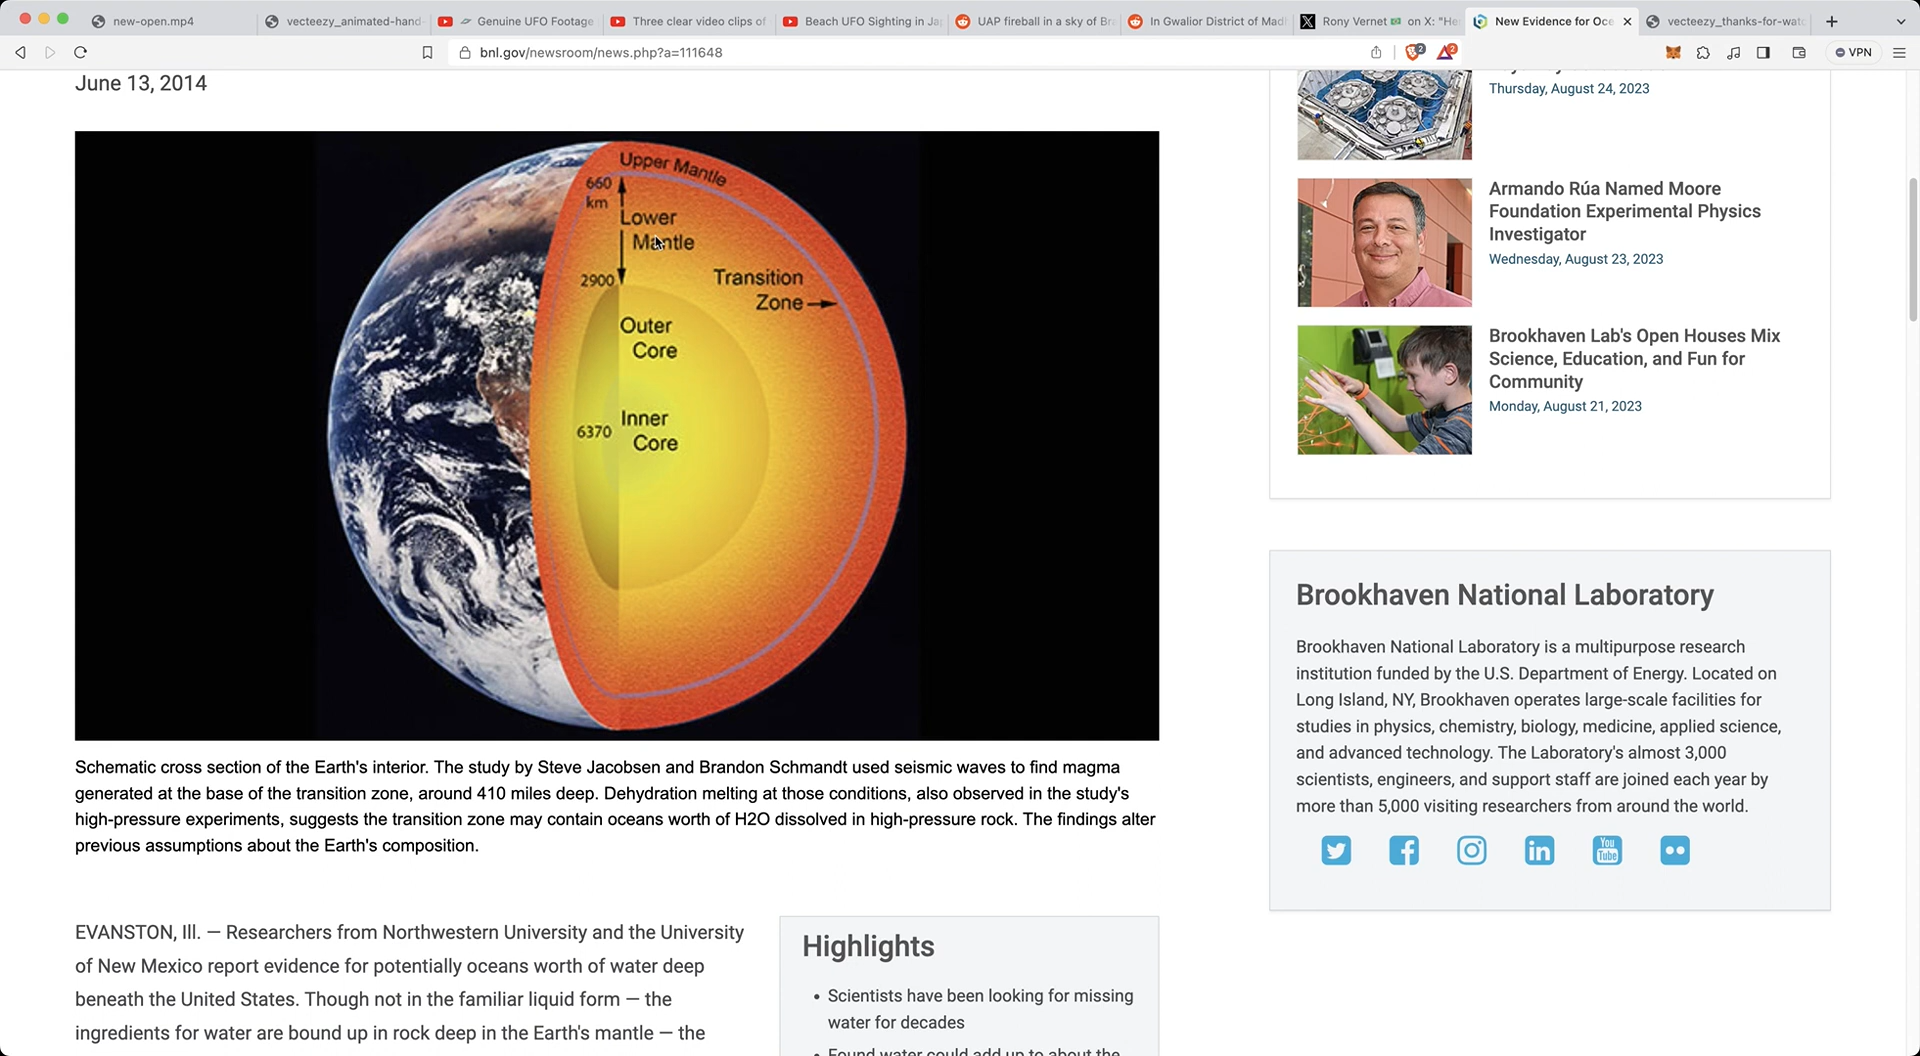 new-open.mp4
vecteezy_animated-hand-
Genuine UFO Footage
Three clear video clips of
Beach UFO Sighting in Ja
UAP fireball in a sky of Br
In Gwalior District of Mad
Rony Vernet on X: "He
New Evidence for Oce
vecteezy_thanks-for-wat
bnl.gov/newsroom/news.php?a=111648
2
2
VPN
June 13, 2014
Upper Mantle
660
km
Lower
Mantle
2900
Transition
Zone
Outer
Core
Inner
6370
Core
Schematic cross section of the Earth's interior. The study by Steve Jacobsen and Brandon Schmandt used seismic waves to find magma
generated at the base of the transition zone, around 410 miles deep. Dehydration melting at those conditions, also observed in the study's
high-pressure experiments, suggests the transition zone may contain oceans worth of H2O dissolved in high-pressure rock. The findings alter
previous assumptions about the Earth's composition.
EVANSTON, Ill. — Researchers from Northwestern University and the University
of New Mexico report evidence for potentially oceans worth of water deep
beneath the United States. Though not in the familiar liquid form — the
ingredients for water are bound up in rock deep in the Earth's mantle — the
Highlights
• Scientists have been looking for missing
water for decades
• Found water could add up to about the
Thursday, August 24, 2023
Armando Rúa Named Moore
Foundation Experimental Physics
Investigator
Wednesday, August 23, 2023
Brookhaven Lab's Open Houses Mix
Science, Education, and Fun for
Community
Monday, August 21, 2023
Brookhaven National Laboratory
Brookhaven National Laboratory is a multipurpose research
institution funded by the U.S. Department of Energy. Located on
Long Island, NY, Brookhaven operates large-scale facilities for
studies in physics, chemistry, biology, medicine, applied science,
and advanced technology. The Laboratory's almost 3,000
scientists, engineers, and support staff are joined each year by
more than 5,000 visiting researchers from around the world.
You
Tube